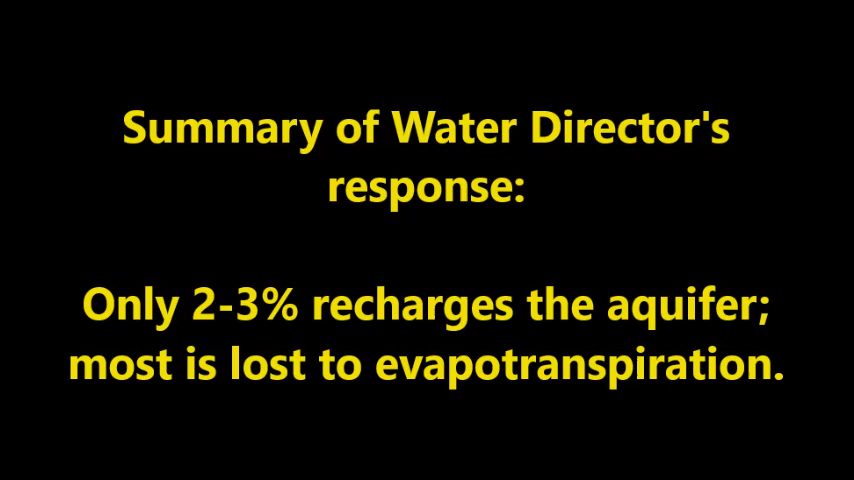 Summary of Water Director's
response:
Only 2-3% recharges the aquifer;
most is lost to evapotranspiration.